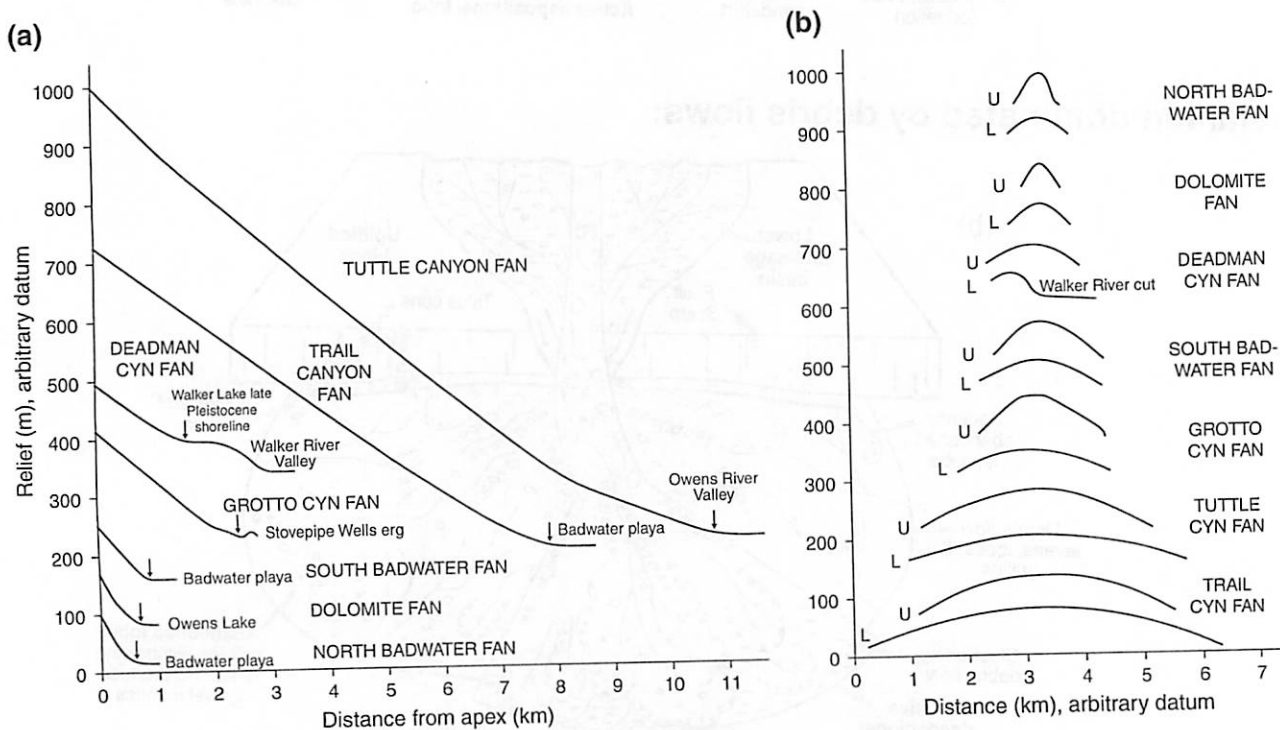 (a)
1000
900
800
700
600
500
400
300
200
100
0
Relief (m), arbitrary datum
TUTTLE CANYON FAN
DEADMAN
CYN FAN
TRAIL
CANYON
FAN
Walker Lake late
Pleistocene
shoreline
Walker River
Valley
GROTTO CYN FAN
Stovepipe Wells erg
Owens River
Valley
Badwater playa
Badwater playa
SOUTH BADWATER FAN
Owens Lake
DOLOMITE FAN
Badwater playa
NORTH BADWATER FAN
0 1 2 3 4 5 6 7 8 9 10 11
Distance from apex (km)
(b)
1000
900
800
700
600
500
400
300
200
100
0
U
L
NORTH BAD-
WATER FAN
U
L
DOLOMITE
FAN
U
L
Walker River cut
DEADMAN
CYN FAN
U
L
SOUTH BAD-
WATER FAN
U
L
GROTTO
CYN FAN
U
L
TUTTLE
CYN FAN
U
L
TRAIL
CYN FAN
0 1 2 3 4 5 6 7
Distance (km), arbitrary datum